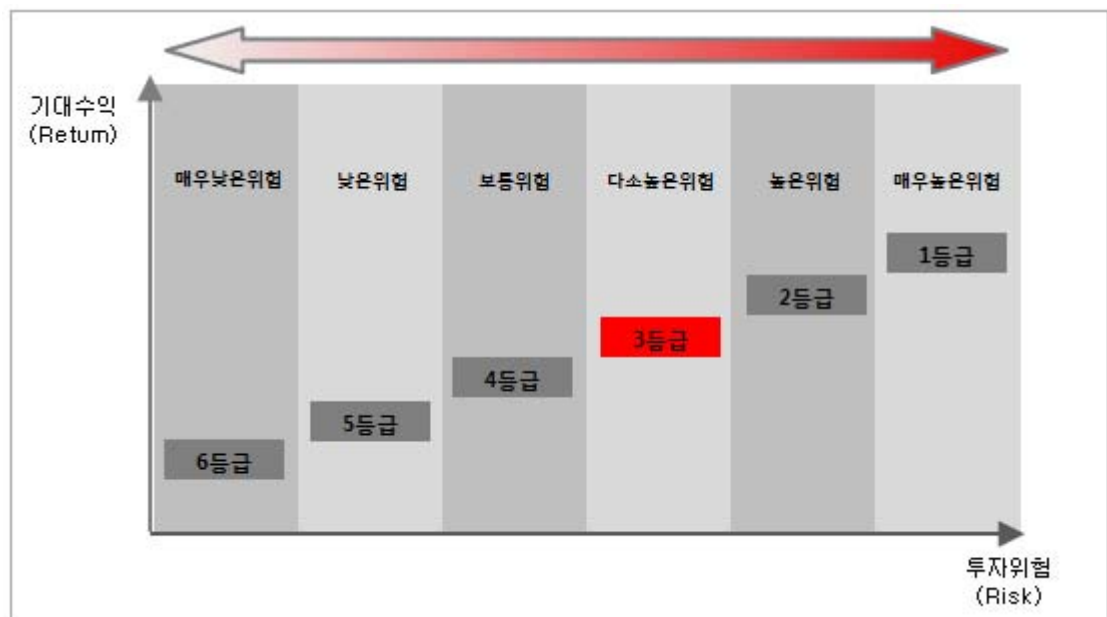 기대수익
(Return)
매우낮은위험 낮은위험 보통위험 다소높은위험 높은위험 매우높은위험
1등급
2등급
3등급
4등급
5등급
6등급
투자위험
(Risk)